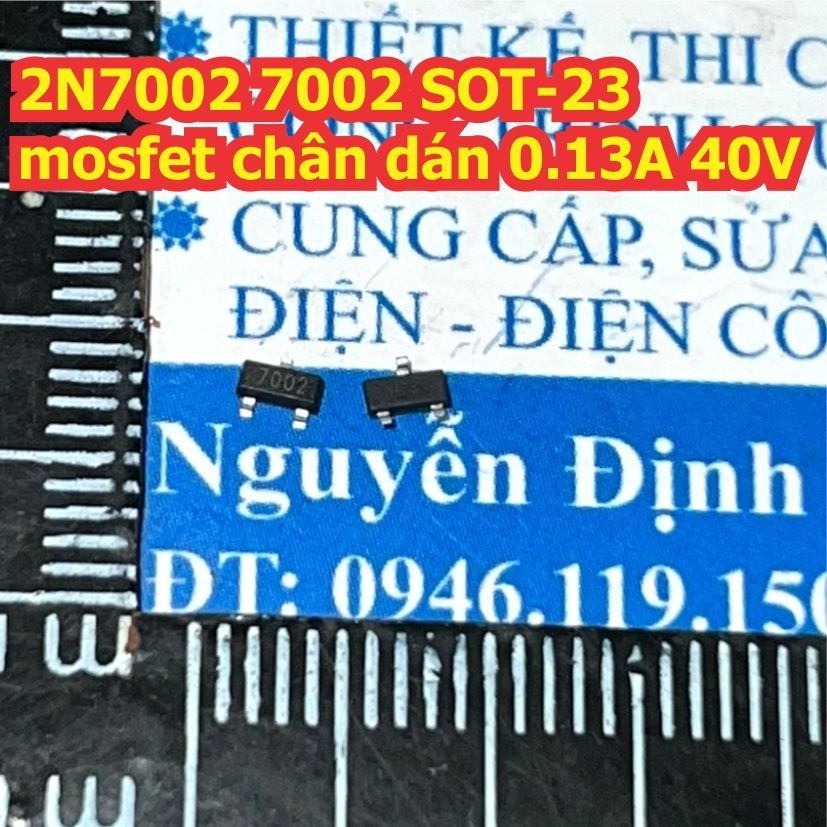 THIẾT KẾ, THI C
2N7002 7002 SOT-23
mosfet chân dán 0.13A 40V
CUNG CẤP, SỬA
ĐIỆN - ĐIỆN CÔ
7002
Nguyễn Định
ĐT: 0946.119.150